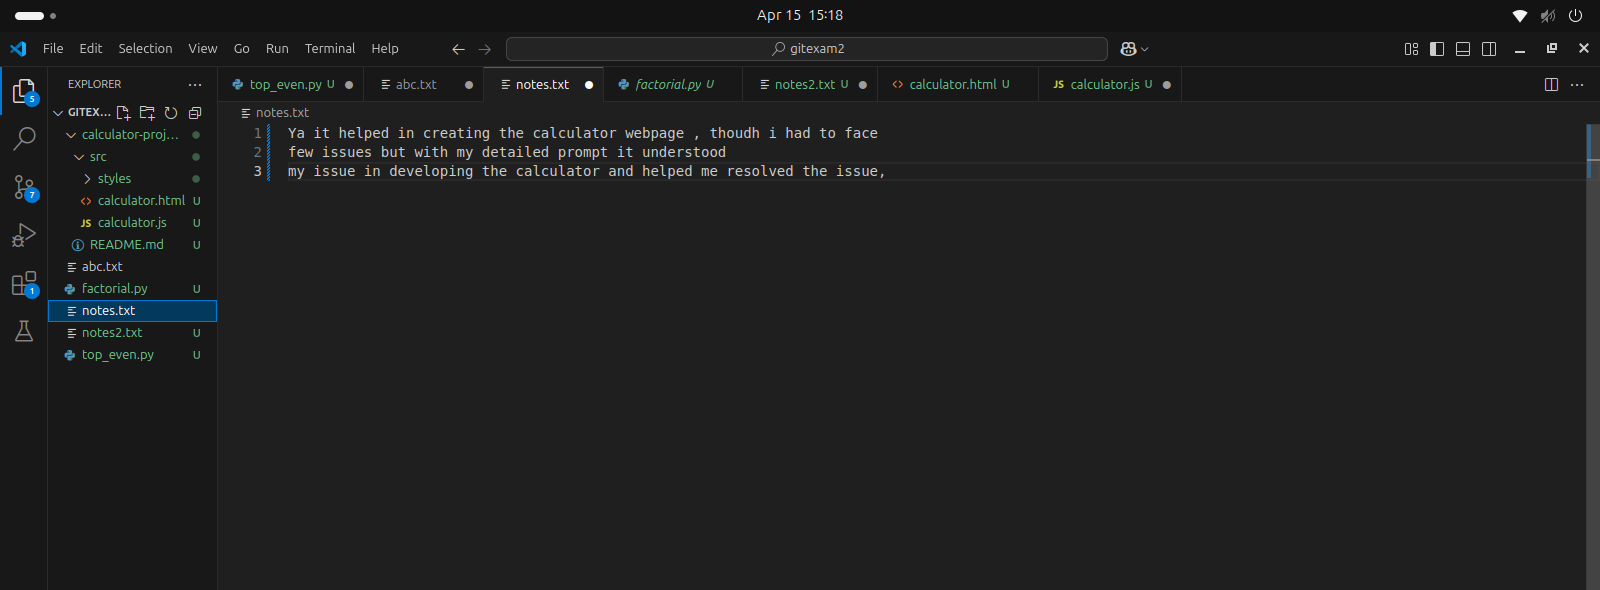 Apr 15 15:18
File Edit Selection View Go Run Terminal Help
gitexam2
EXPLORER
top_even.py U
abc.txt
notes.txt
factorial.py U
notes2.txt U
calculator.html U
JS calculator.js U
5
GITEX...
notes.txt
calculator-proj...
src
styles
calculator.html U
JS calculator.js U
README.md U
abc.txt
factorial.py U
notes.txt
notes2.txt U
top_even.py U
7
1
1 Ya it helped in creating the calculator webpage , thoudh i had to face
2 few issues but with my detailed prompt it understood
3 my issue in developing the calculator and helped me resolved the issue,